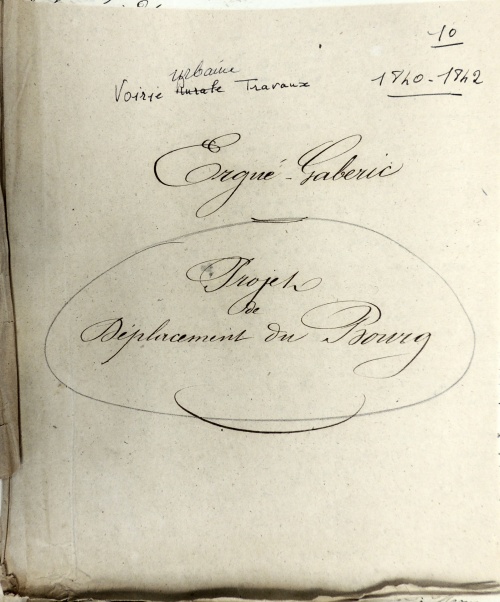 10
urbaine
Voirie rurale Travaux 1840-1842
Ergué-Gaberic
Projet
de
Déplacement du Bourg